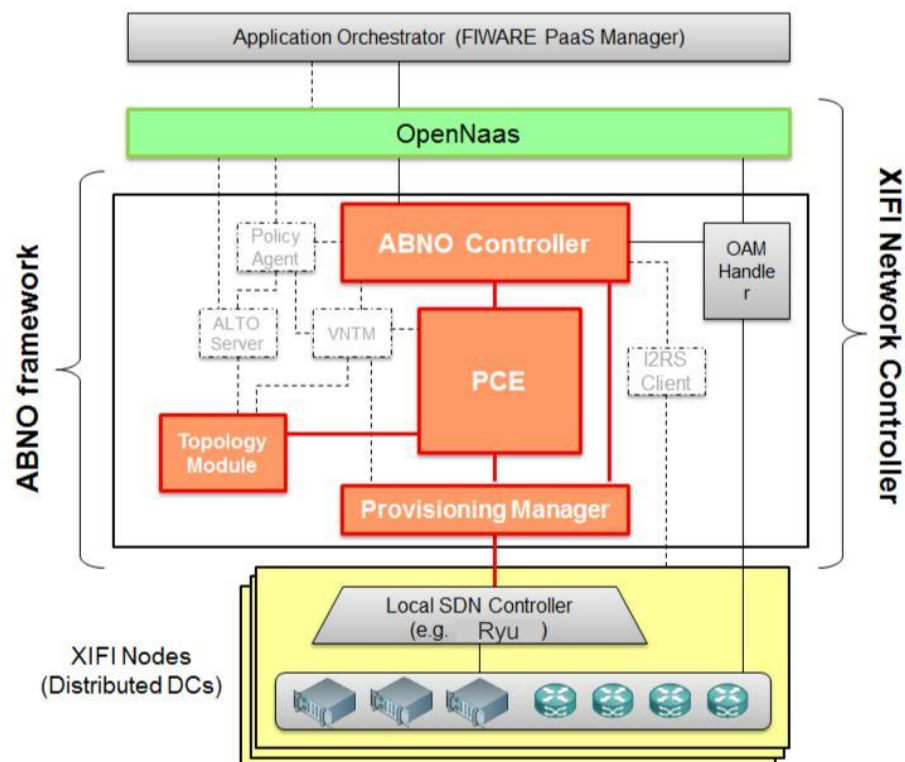 Application Orchestrator (FIWARE PaaS Manager)
OpenNaas
ABNO framework
XIFI Network Controller
Policy
Agent
ABNO Controller
OAM
Handle
r
ALTO
Server
VNTM
PCE
I2RS
Client
Topology
Module
Provisioning Manager
Local SDN Controller
(e.g. Ryu )
XIFI Nodes
(Distributed DCs)